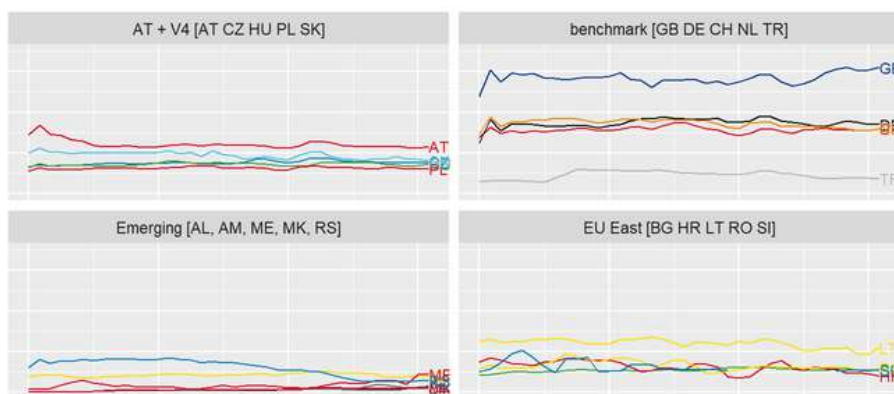 AT + V4 [AT CZ HU PL SK]
benchmark [GB DE CH NL TR]
AT
PL
Emerging [AL, AM, ME, MK, RS]
EU East [BG HR LT RO SI]
ME
LT